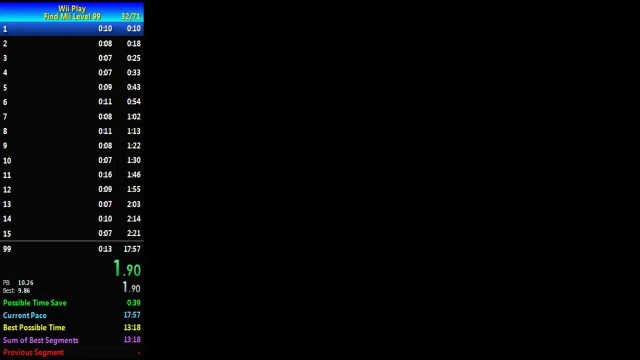 Wii Play
Find Mii Level 99 32/71
1 0:10 0:10
2 0:08 0:18
3 0:07 0:25
4 0:07 0:33
5 0:09 0:43
6 0:11 0:54
7 0:08 1:02
8 0:11 1:13
9 0:08 1:22
10 0:07 1:30
11 0:16 1:46
12 0:09 1:55
13 0:07 2:03
14 0:10 2:14
15 0:07 2:21
99 0:13 17:57
1.90
PB: 10.26
Best: 9.86 1.90
Possible Time Save 0.39
Current Pace 17:57
Best Possible Time 13:18
Sum of Best Segments 13:18
Previous Segment -